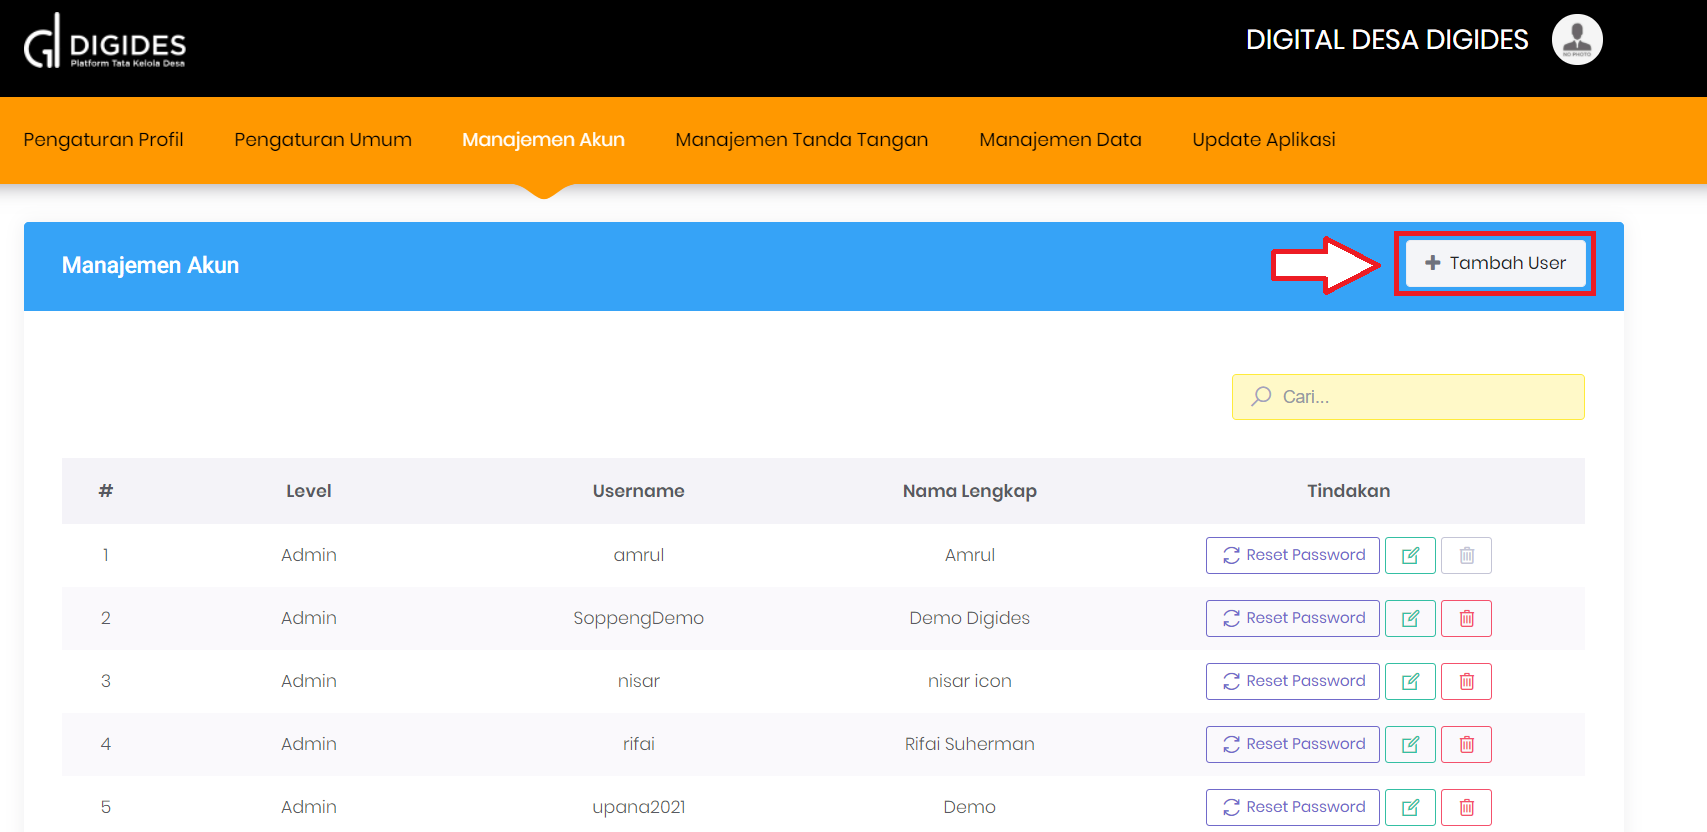 DIGIDES
Platform Tata Kelola Desa
DIGITAL DESA DIGIDES
NO PHOTO
Pengaturan Profil Pengaturan Umum Manajemen Akun Manajemen Tanda Tangan Manajemen Data Update Aplikasi
Manajemen Akun
+ Tambah User
Cari...
# Level Username Nama Lengkap Tindakan
1 Admin amrul Amrul Reset Password
2 Admin SoppengDemo Demo Digides Reset Password
3 Admin nisar nisar icon Reset Password
4 Admin rifai Rifai Suherman Reset Password
5 Admin upana2021 Demo Reset Password